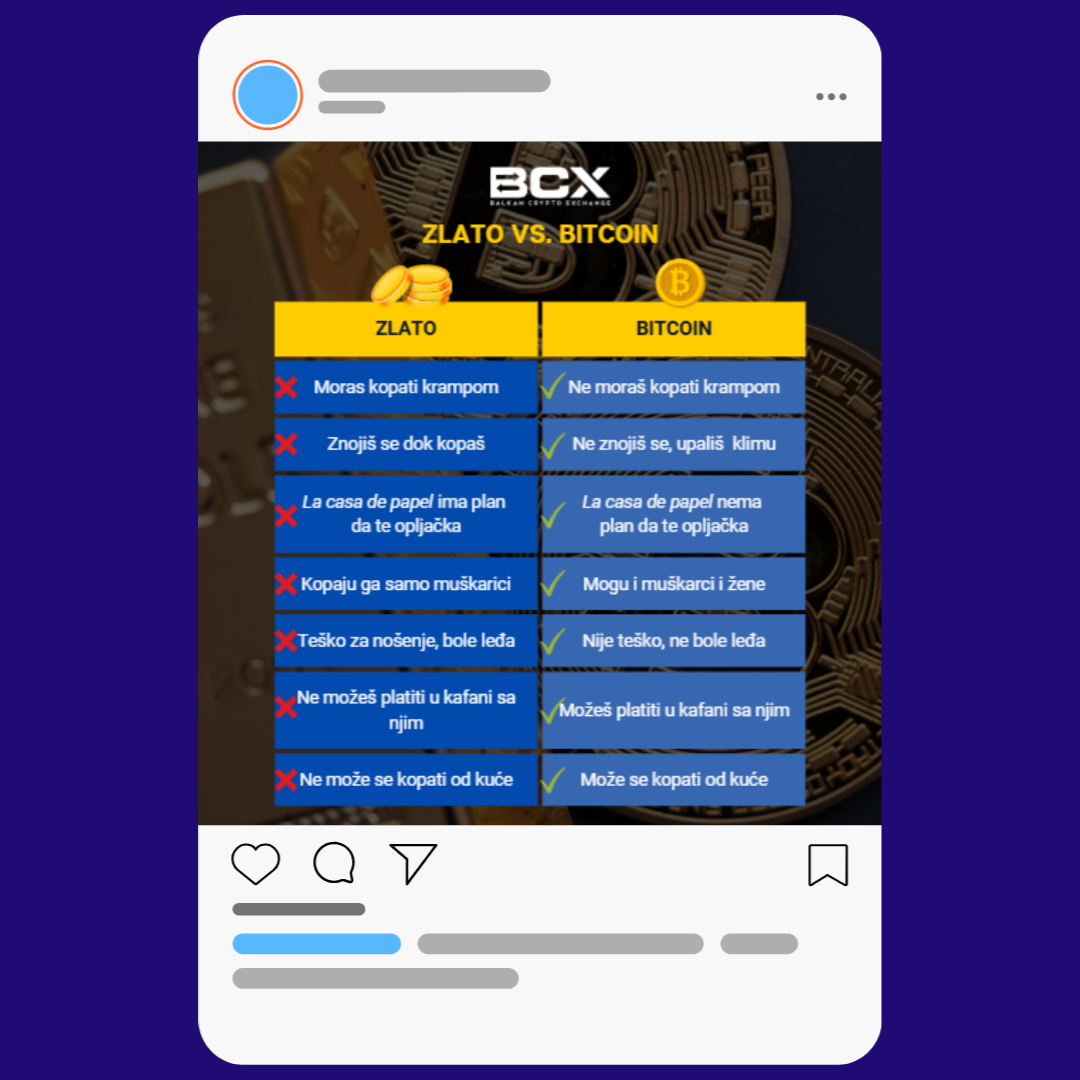 BCX
BALKAN CRYPTO EXCHANGE
ZLATO VS. BITCOIN
ZLATO
BITCOIN
Moras kopati krampom
Ne moraš kopati krampom
Znojiš se dok kopaš
Ne znojiš se, upališ klimu
La casa de papel ima plan
da te opljačka
La casa de papel nema
plan da te opljačka
Kopaju ga samo muškarici
Mogu i muškarci i žene
Teško za nošenje, bole leđa
Nije teško, ne bole leđa
Ne možeš platiti u kafani sa
njim
Možeš platiti u kafani sa njim
Ne može se kopati od kuće
Može se kopati od kuće
PEER